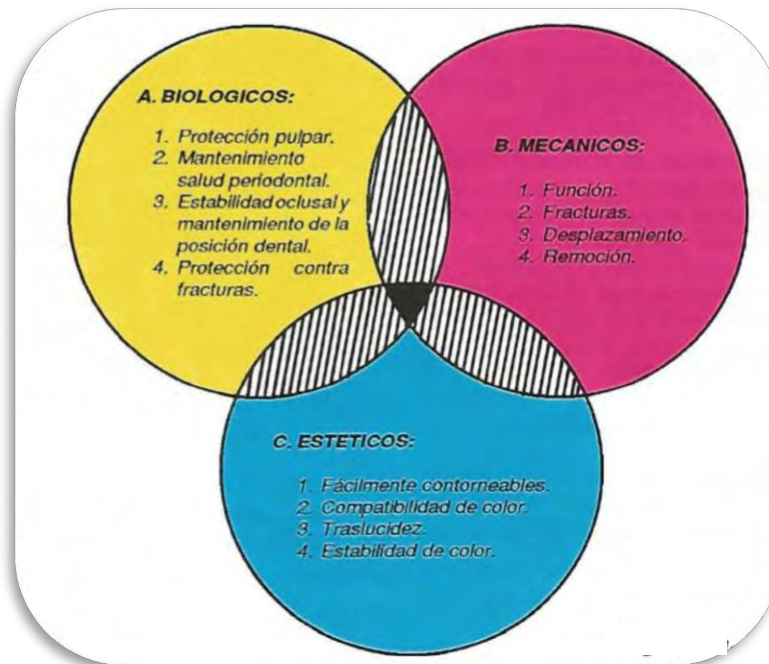 A. BIOLOGICOS:
1. Protección pulpar.
2. Mantenimiento
salud periodontal.
3. Estabilidad oclusal y
mantenimiento de la
posición dental.
4. Protección contra
fracturas.
B. MECANICOS:
1. Función.
2. Fracturas.
3. Desplazamiento.
4. Remoción.
C. ESTETICOS:
1. Fácilmente contorneables.
2. Compatibilidad de color.
3. Traslucidez.
4. Estabilidad de color.